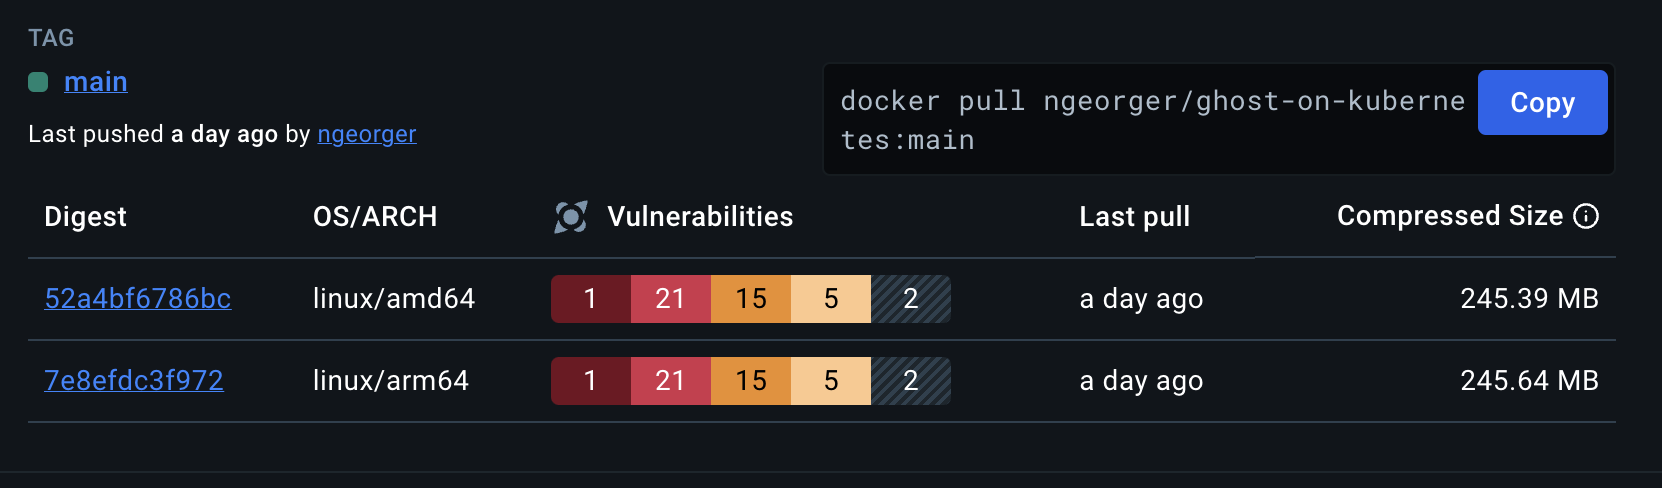 TAG
main
Last pushed a day ago by ngeorger
docker pull ngeorger/ghost-on-kuberne
tes:main
Copy
Digest OS/ARCH Vulnerabilities Last pull Compressed Size
52a4bf6786bc linux/amd64 1 21 15 5 2 a day ago 245.39 MB
7e8efdc3f972 linux/arm64 1 21 15 5 2 a day ago 245.64 MB